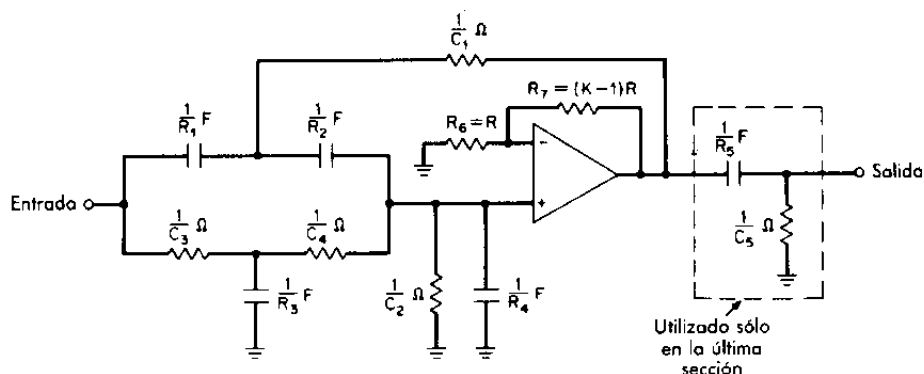 1/C1 Ω
R7 = (K-1)R
R6 = R
1/R1 F
1/R2 F
1/R5 F
-
+
Entrada
Salida
1/C3 Ω
1/C4 Ω
1/R3 F
1/C2 Ω
1/R4 F
1/C5 Ω
Utilizado sólo
en la última
sección